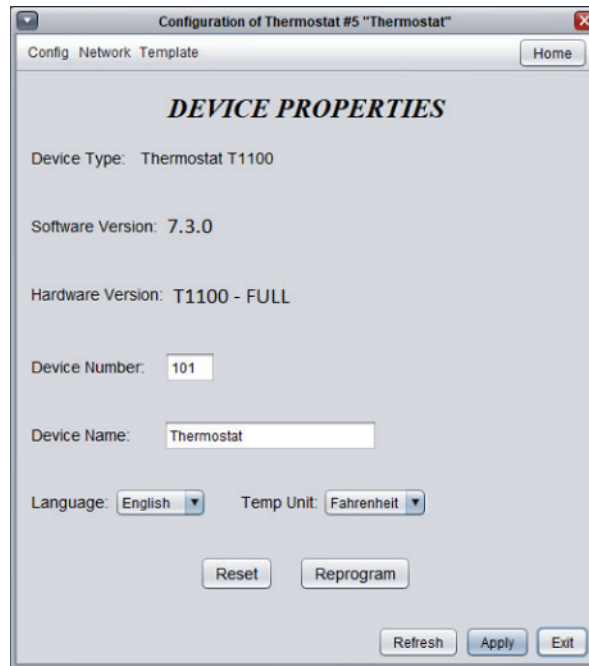 Configuration of Thermostat #5 "Thermostat"
Config Network Template Home
DEVICE PROPERTIES
Device Type: Thermostat T1100
Software Version: 7.3.0
Hardware Version: T1100 - FULL
Device Number: 101
Device Name: Thermostat
Language: English Temp Unit: Fahrenheit
Reset Reprogram
Refresh Apply Exit